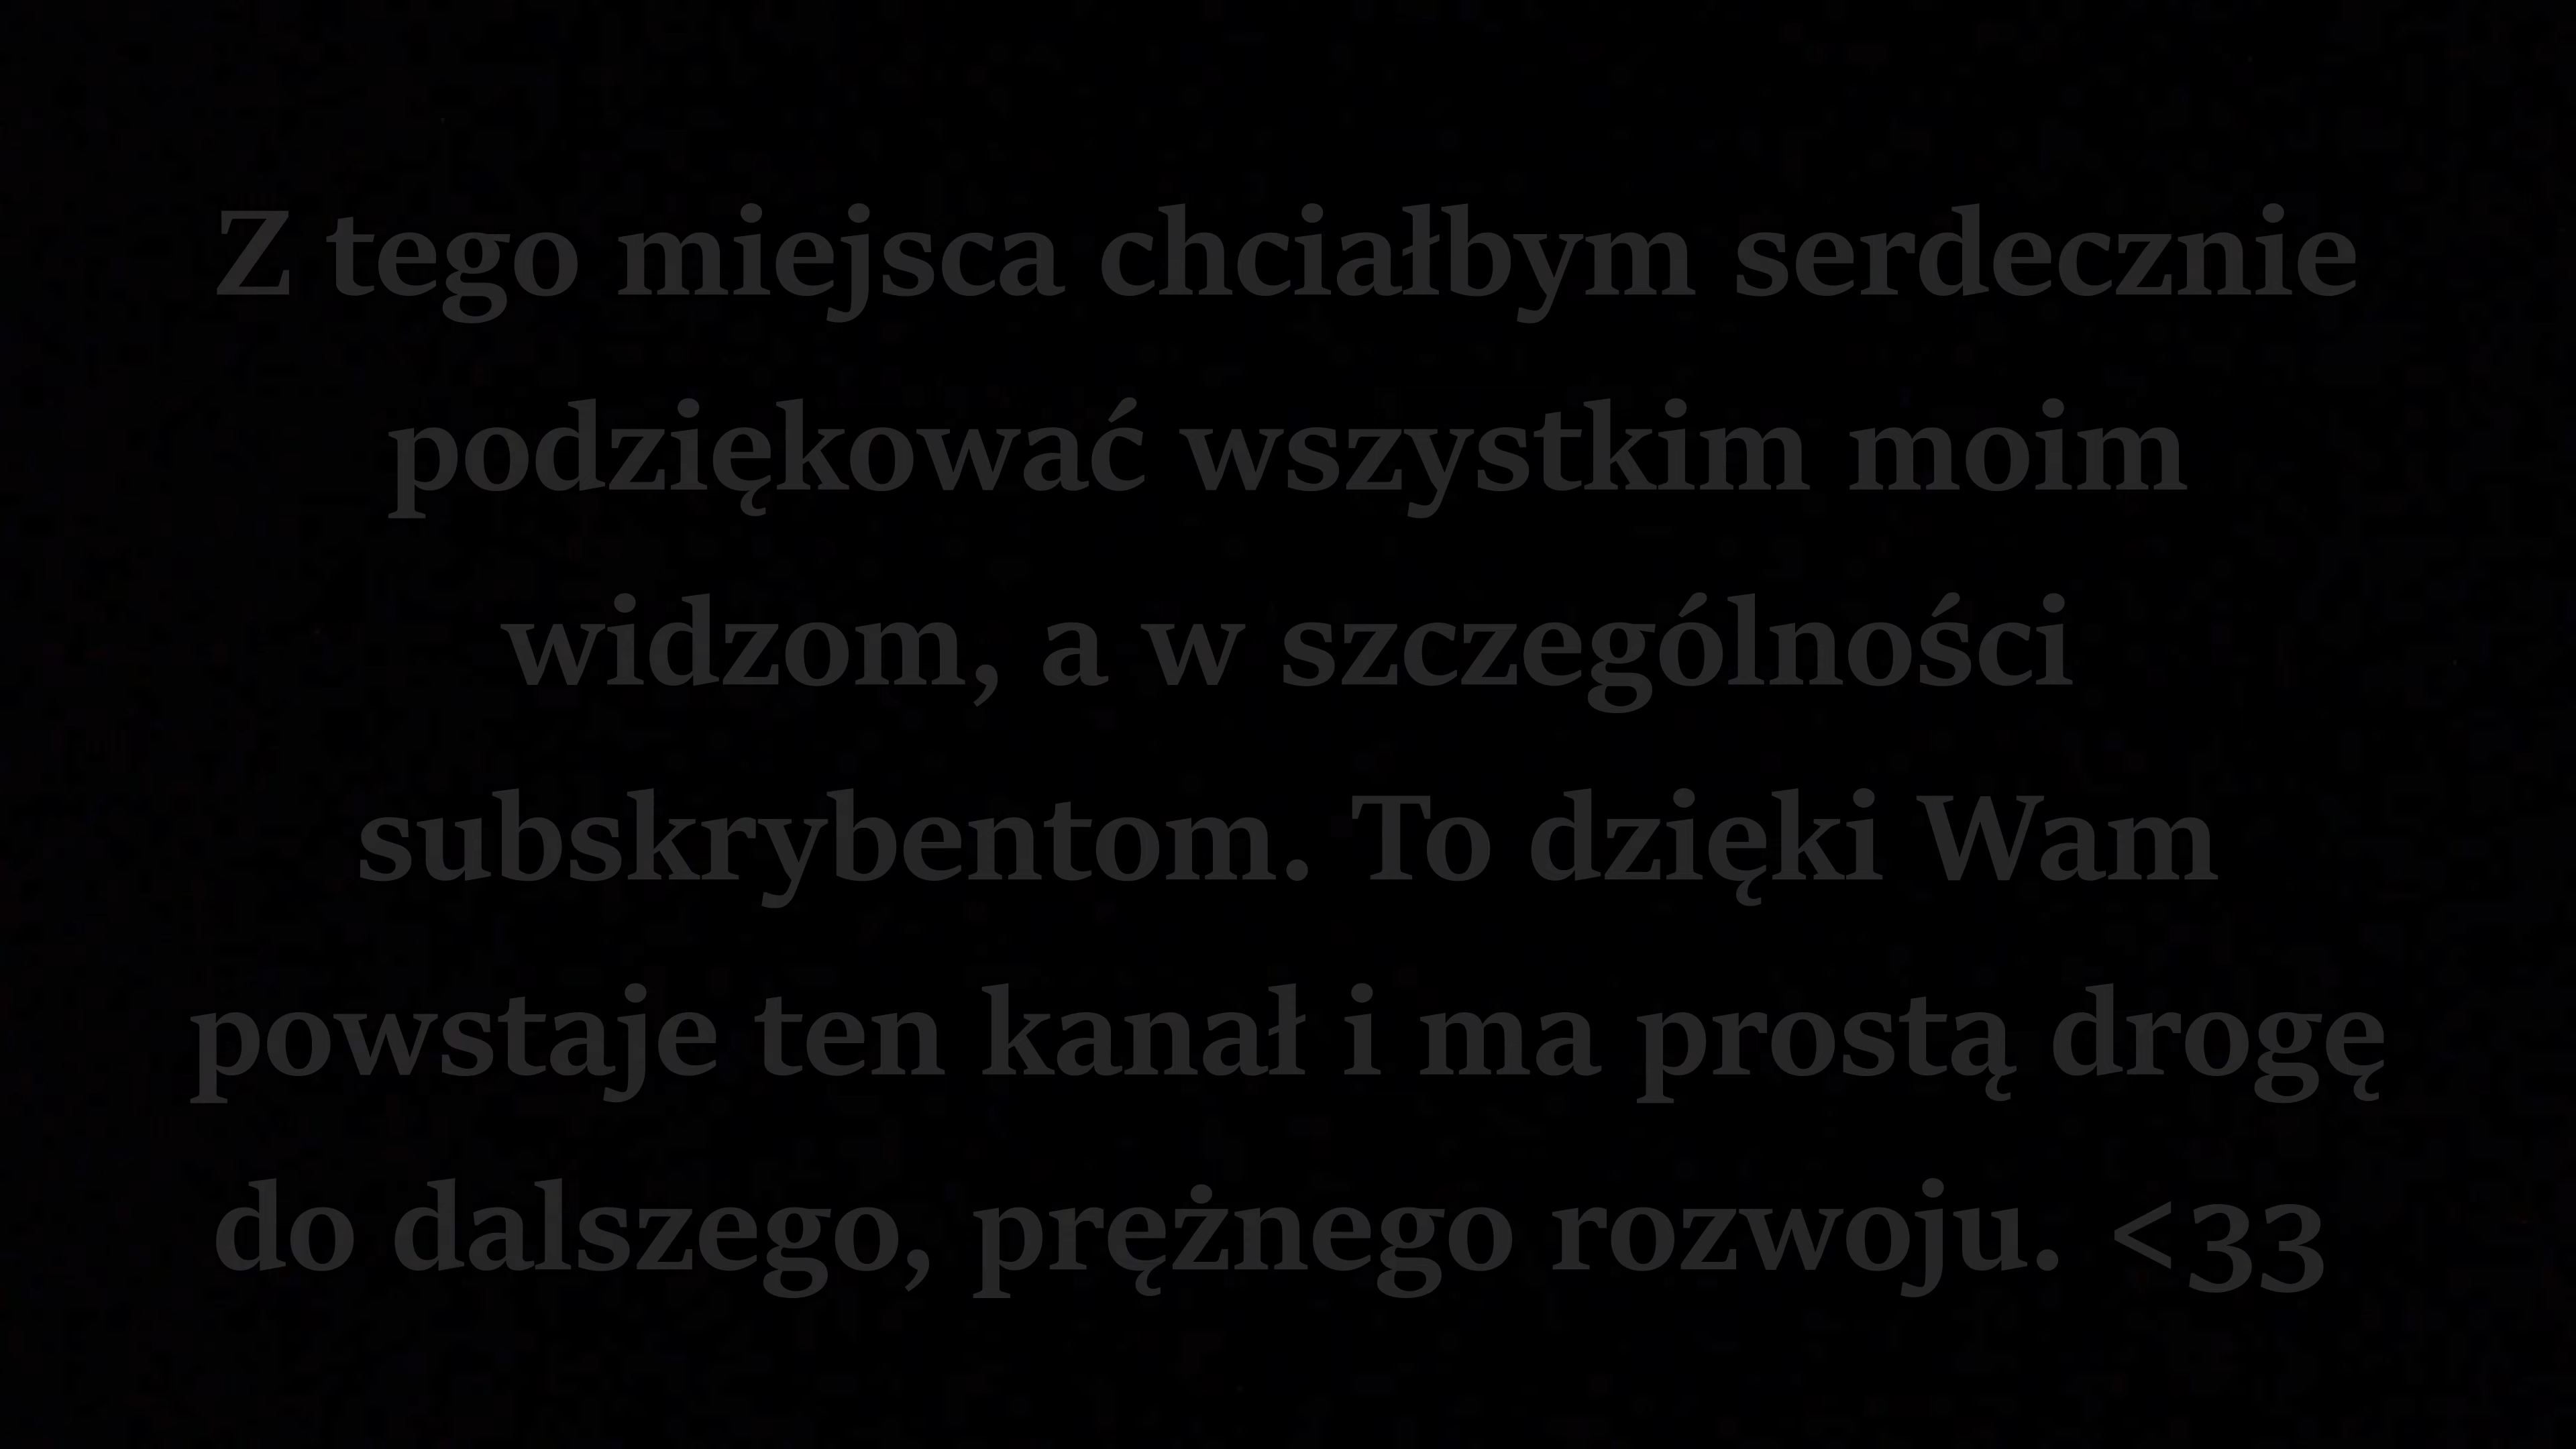 Z tego miejsca chciałbym serdecznie
podziękować wszystkim moim
widzom, a w szczególności
subskrybentom. To dzięki Wam
powstaje ten kanał i ma prostą drogę
do dalszego, prężnego rozwoju. <33